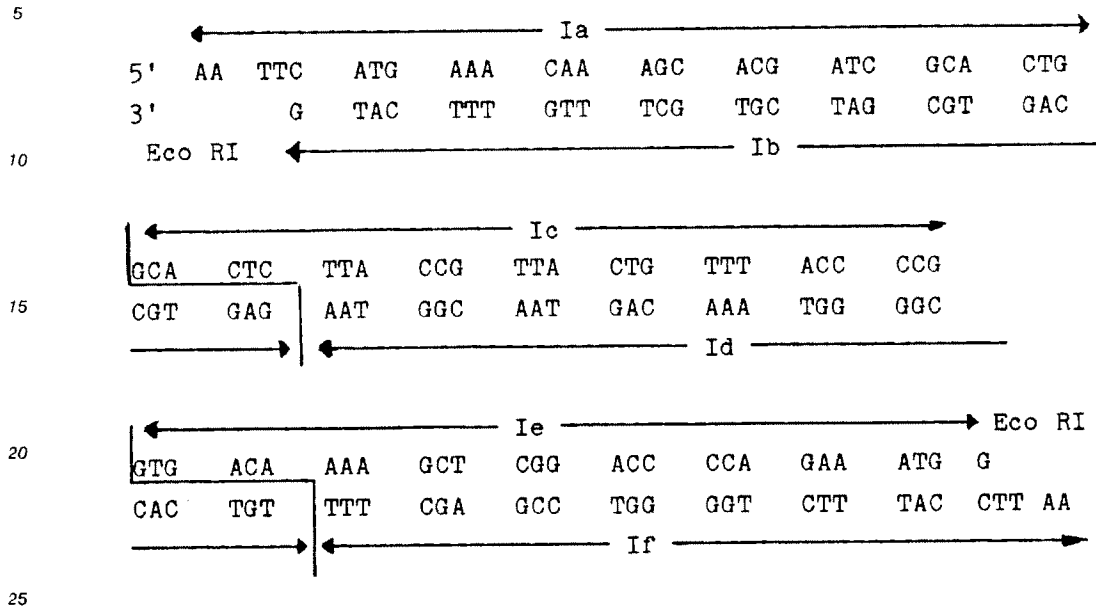 5
Ia
5' AA TTC ATG AAA CAA AGC ACG ATC GCA CTG
3' G TAC TTT GTT TCG TGC TAG CGT GAC
Eco RI Ib
10
Ic
GCA CTC TTA CCG TTA CTG TTT ACC CCG
15 CGT GAG AAT GGC AAT GAC AAA TGG GGC
Id
Ie Eco RI
20 GTG ACA AAA GCT CGG ACC CCA GAA ATG G
CAC TGT TTT CGA GCC TGG GGT CTT TAC CTT AA
If
25